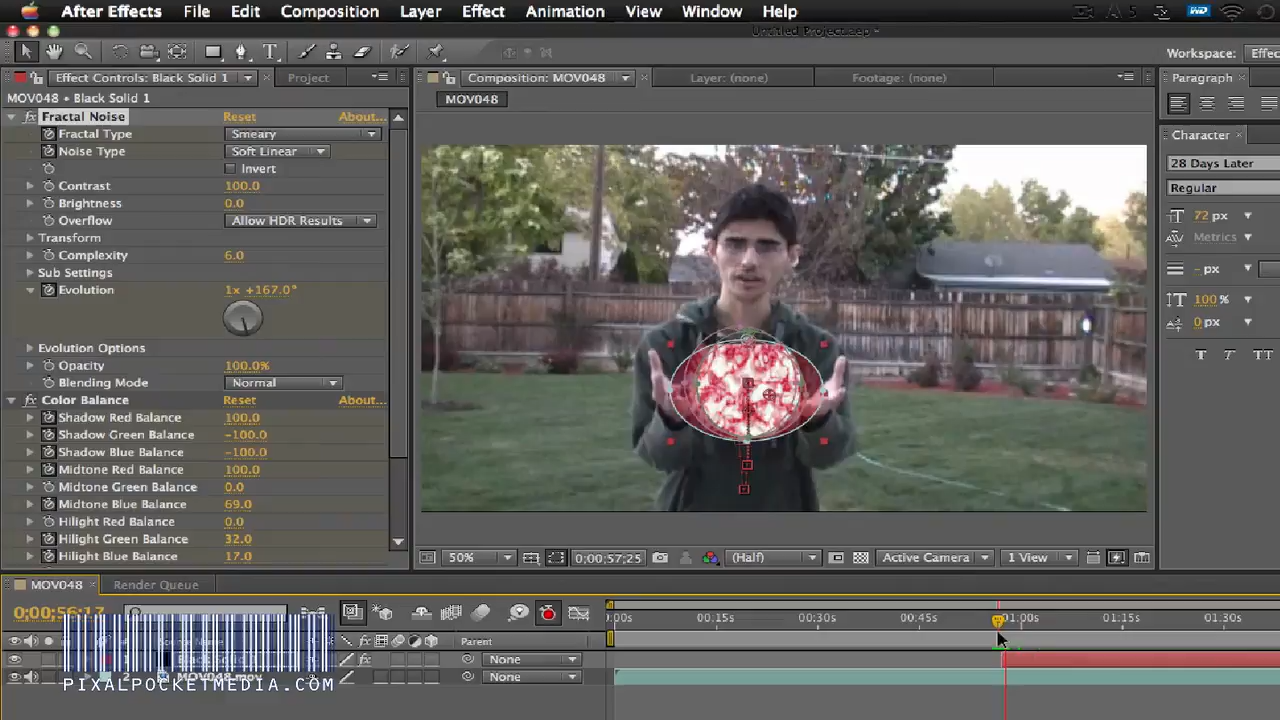 After Effects File Edit Composition Layer Effect Animation View Window Help
Untitled Project.aep *
Workspace: Effec
Effect Controls: Black Solid 1 Project
Composition: MOV048 Layer: (none) Footage: (none)
Paragraph
MOV048 • Black Solid 1
MOV048
Fractal Noise Reset About...
Fractal Type Smeary
Noise Type Soft Linear
Invert
Contrast 100.0
Brightness 0.0
Overflow Allow HDR Results
Transform
Complexity 6.0
Sub Settings
Evolution 1x +167.0°
Evolution Options
Opacity 100.0%
Blending Mode Normal
Color Balance Reset About...
Shadow Red Balance 100.0
Shadow Green Balance -100.0
Shadow Blue Balance -100.0
Midtone Red Balance 100.0
Midtone Green Balance 0.0
Midtone Blue Balance 69.0
Hilight Red Balance 0.0
Hilight Green Balance 32.0
Hilight Blue Balance 17.0
Character
28 Days Later
Regular
72 px
Metrics
- px
100 %
0 px
T T TT
50% 0;00;57;25 (Half) Active Camera 1 View
MOV048 Render Queue
0;00;56;17
:00s 00:15s 00:30s 00:45s 01:00s 01:15s 01:30s
Parent
None
MOV048.mov None
PIXALPOCKETMEDIA.COM